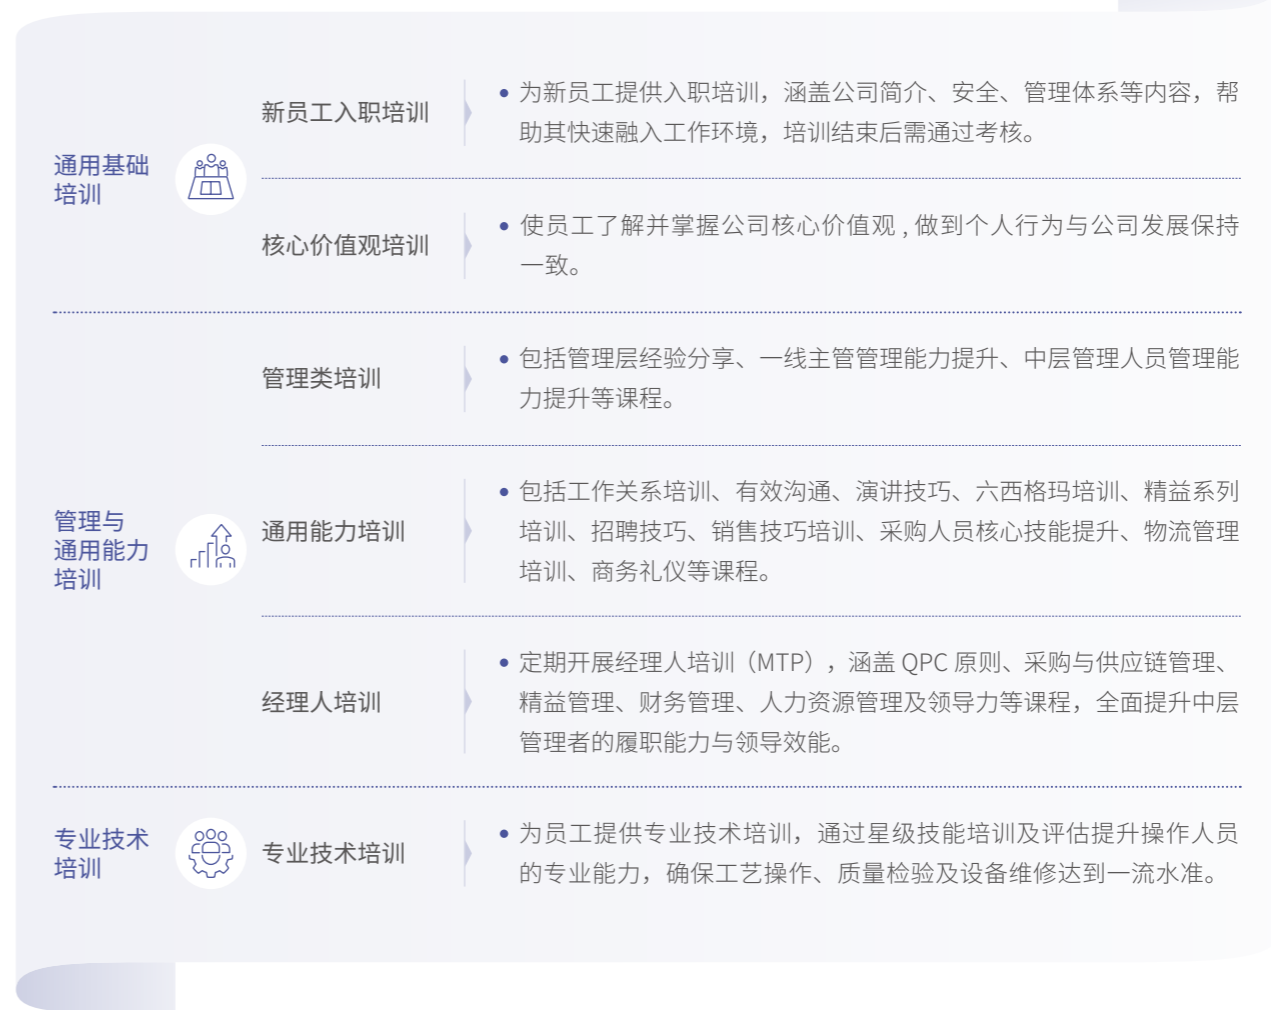 通用基础
培训
新员工入职培训
• 为新员工提供入职培训，涵盖公司简介、安全、管理体系等内容，帮
助其快速融入工作环境，培训结束后需通过考核。
核心价值观培训
• 使员工了解并掌握公司核心价值观 , 做到个人行为与公司发展保持
一致。
管理与
通用能力
培训
管理类培训
• 包括管理层经验分享、一线主管管理能力提升、中层管理人员管理能
力提升等课程。
通用能力培训
• 包括工作关系培训、有效沟通、演讲技巧、六西格玛培训、精益系列
培训、招聘技巧、销售技巧培训、采购人员核心技能提升、物流管理
培训、商务礼仪等课程。
经理人培训
• 定期开展经理人培训（MTP），涵盖 QPC 原则、采购与供应链管理、
精益管理、财务管理、人力资源管理及领导力等课程，全面提升中层
管理者的履职能力与领导效能。
专业技术
培训
专业技术培训
• 为员工提供专业技术培训，通过星级技能培训及评估提升操作人员
的专业能力，确保工艺操作、质量检验及设备维修达到一流水准。